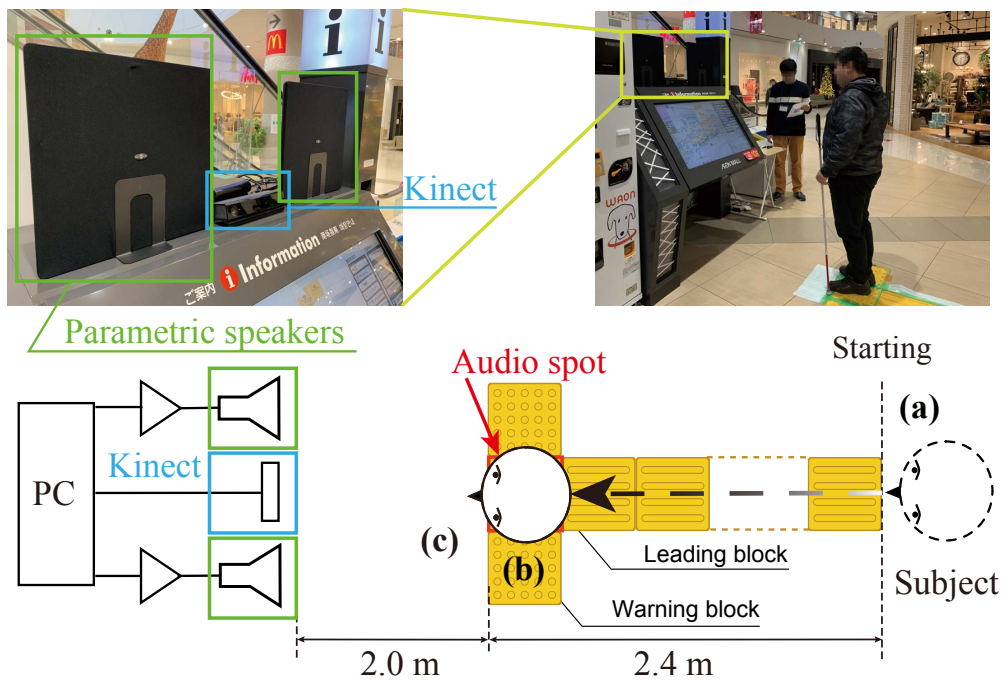 Kinect
ご案内 i Information
WAON
AEON MALL
i Information
Parametric speakers
Starting
Audio spot
(a)
Kinect
PC
(c)
(b)
Leading block
Subject
Warning block
2.0 m
2.4 m